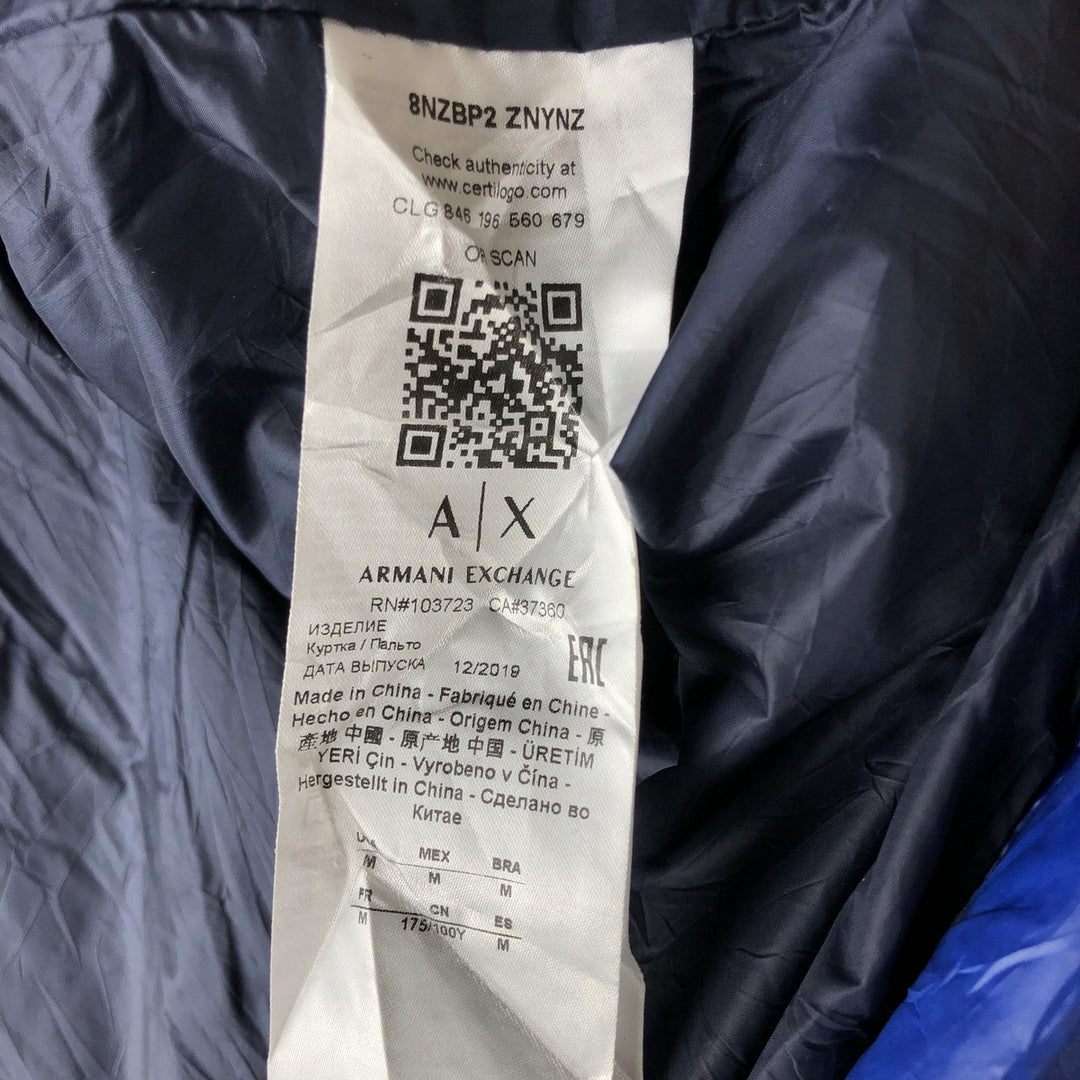 8NZBP2 ZNYNZ
Check authenticity at
www.certilogo.com
CLG 846 196 560 679
OR SCAN
A|X
ARMANI EXCHANGE
RN#103723 CA#37360
ИЗДЕЛИЕ
Куртка / Пальто
ДАТА ВЫПУСКА 12/2019
EAC
Made in China - Fabriqué en Chine -
Hecho en China - Origem China - 原
產地 中國 - 原产地 中国 - ÜRETİM
YERİ Çin - Vyrobeno v Čína -
Hergestellt in China - Сделано во
Китае
MEX BRA
M M M
FR CN ES
M 175/100Y M